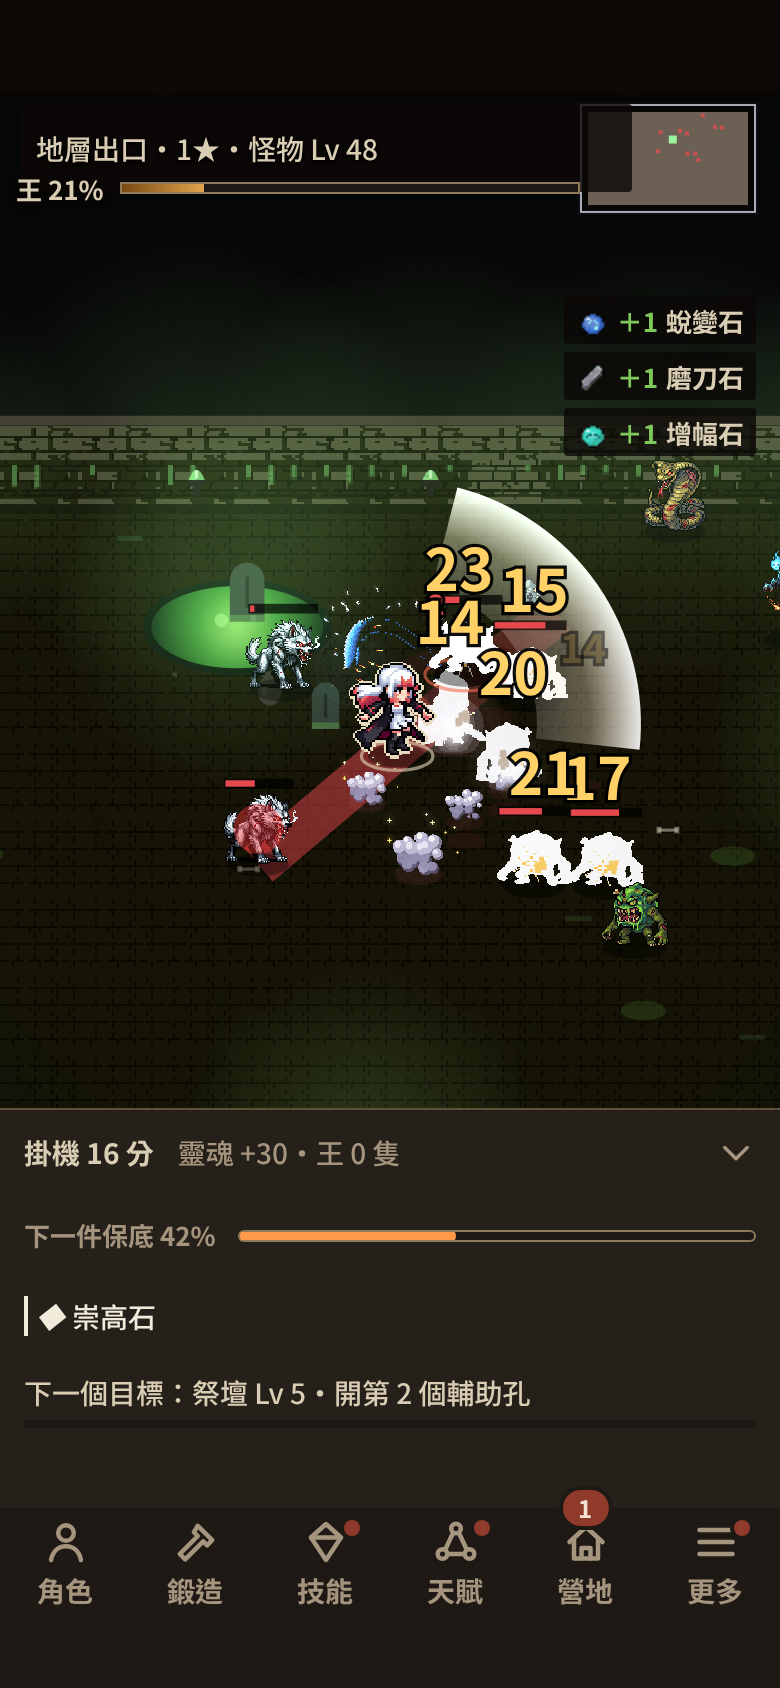 地層出口・1★・怪物 Lv 48
王 21%
+1 蛻變石
+1 磨刀石
+1 增幅石
23
15
14
14
20
21
17
掛機 16 分 靈魂 +30・王 0 隻
下一件保底 42%
崇高石
下一個目標：祭壇 Lv 5・開第 2 個輔助孔
1
角色 鍛造 技能 天賦 營地 更多